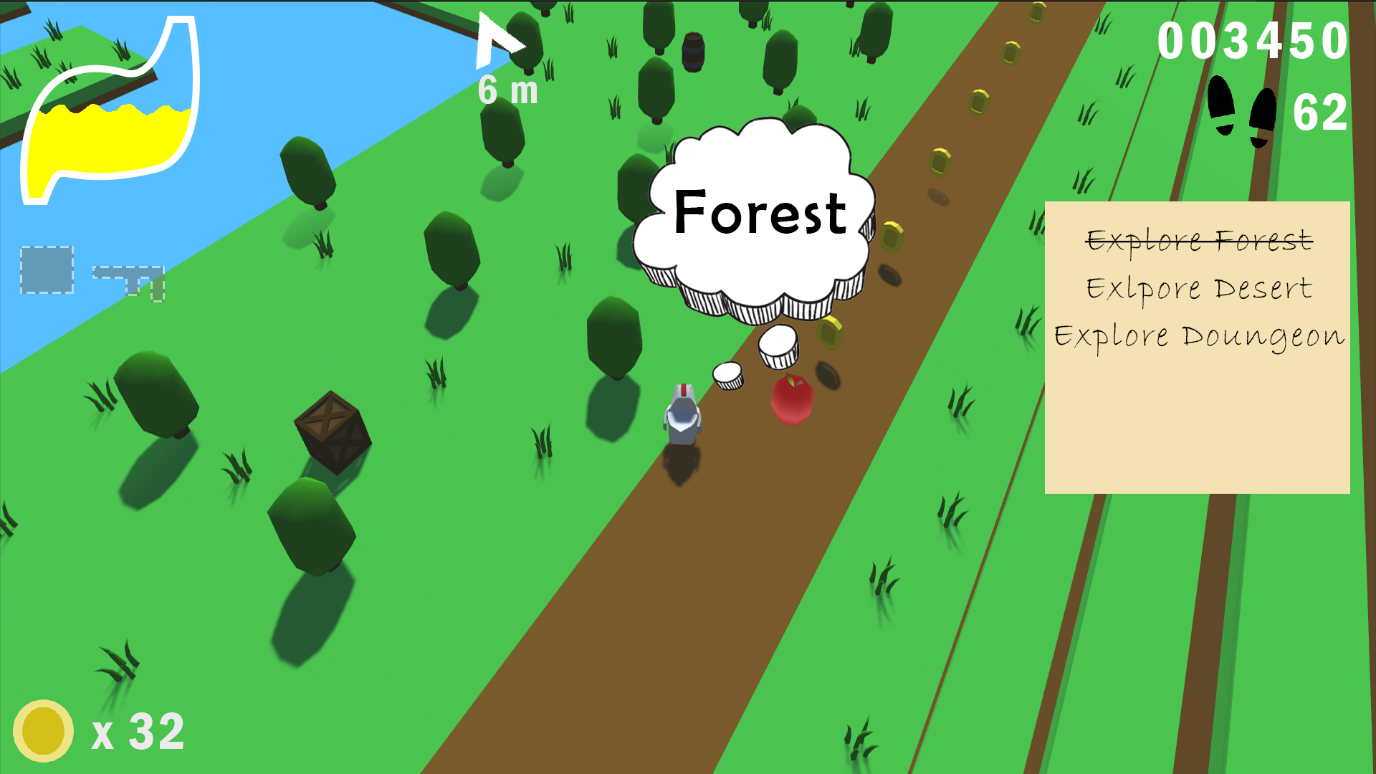 003450
6 m
62
Forest
Explore Forest
Exlpore Desert
Explore Doungeon
x 32